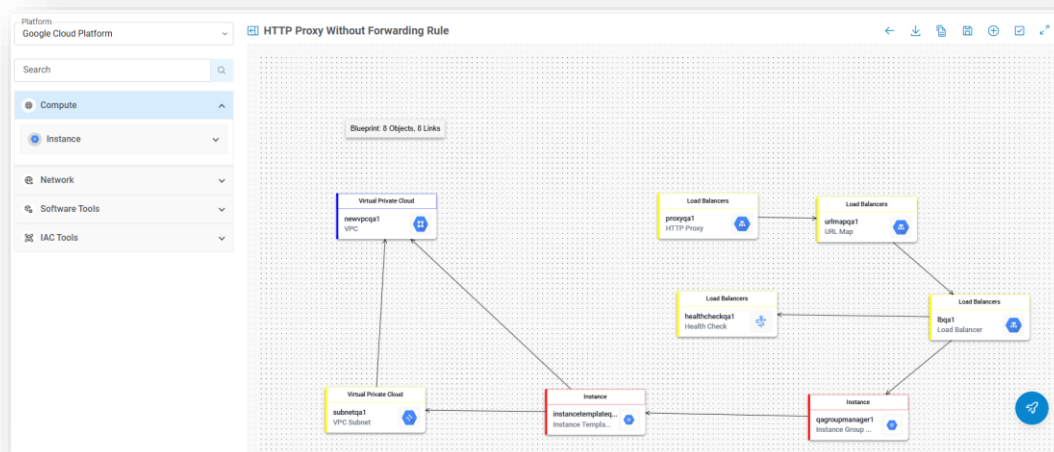 Platform
Google Cloud Platform
HTTP Proxy Without Forwarding Rule
Search
Compute
Instance
Network
Software Tools
IAC Tools
Blueprint: 8 Objects, 8 Links
Virtual Private Cloud
newvpcqa1
VPC
Load Balancers
proxyqa1
HTTP Proxy
Load Balancers
urlmapqa1
URL Map
Load Balancers
healthcheckqa1
Health Check
Load Balancers
lbqa1
Load Balancer
Virtual Private Cloud
subnetqa1
VPC Subnet
Instance
instancetemplateq...
Instance Templa...
Instance
qagroupmanager1
Instance Group ...